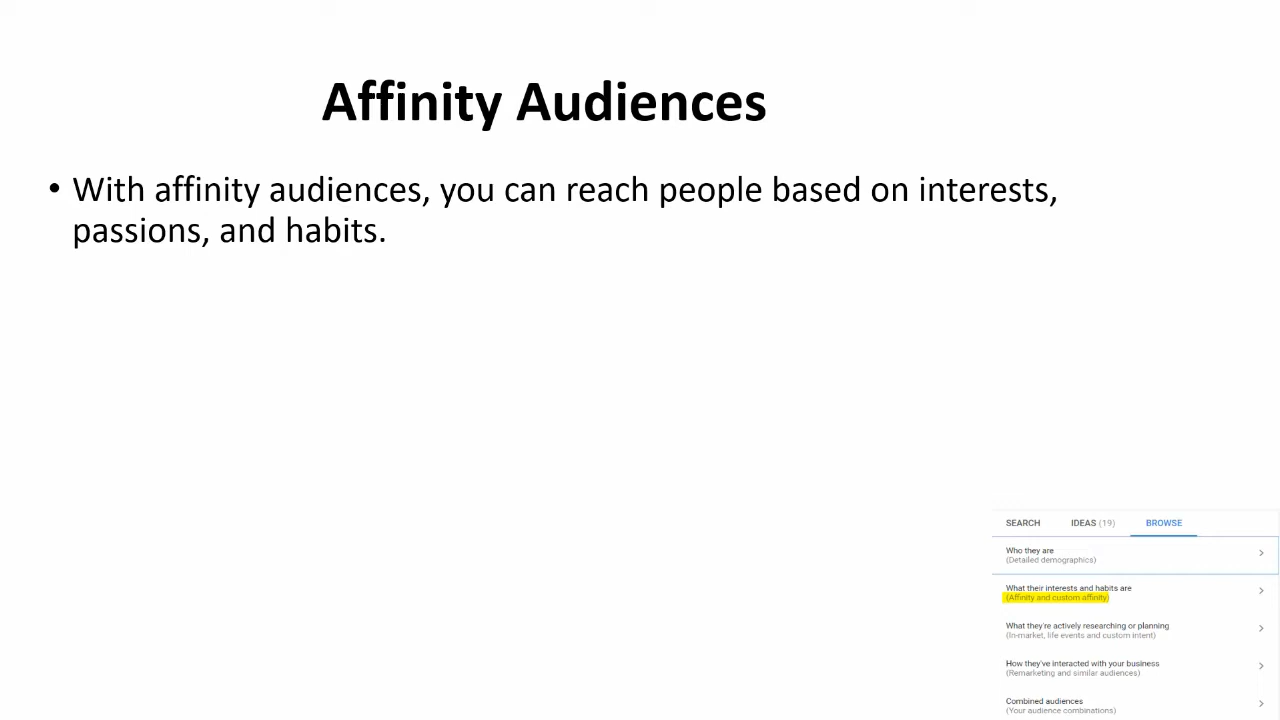 Affinity Audiences
• With affinity audiences, you can reach people based on interests,
passions, and habits.
SEARCH IDEAS (19) BROWSE
Who they are
(Detailed demographics)
What their interests and habits are
(Affinity and custom affinity)
What they're actively researching or planning
(In-market, life events and custom intent)
How they've interacted with your business
(Remarketing and similar audiences)
Combined audiences
(Your audience combinations)